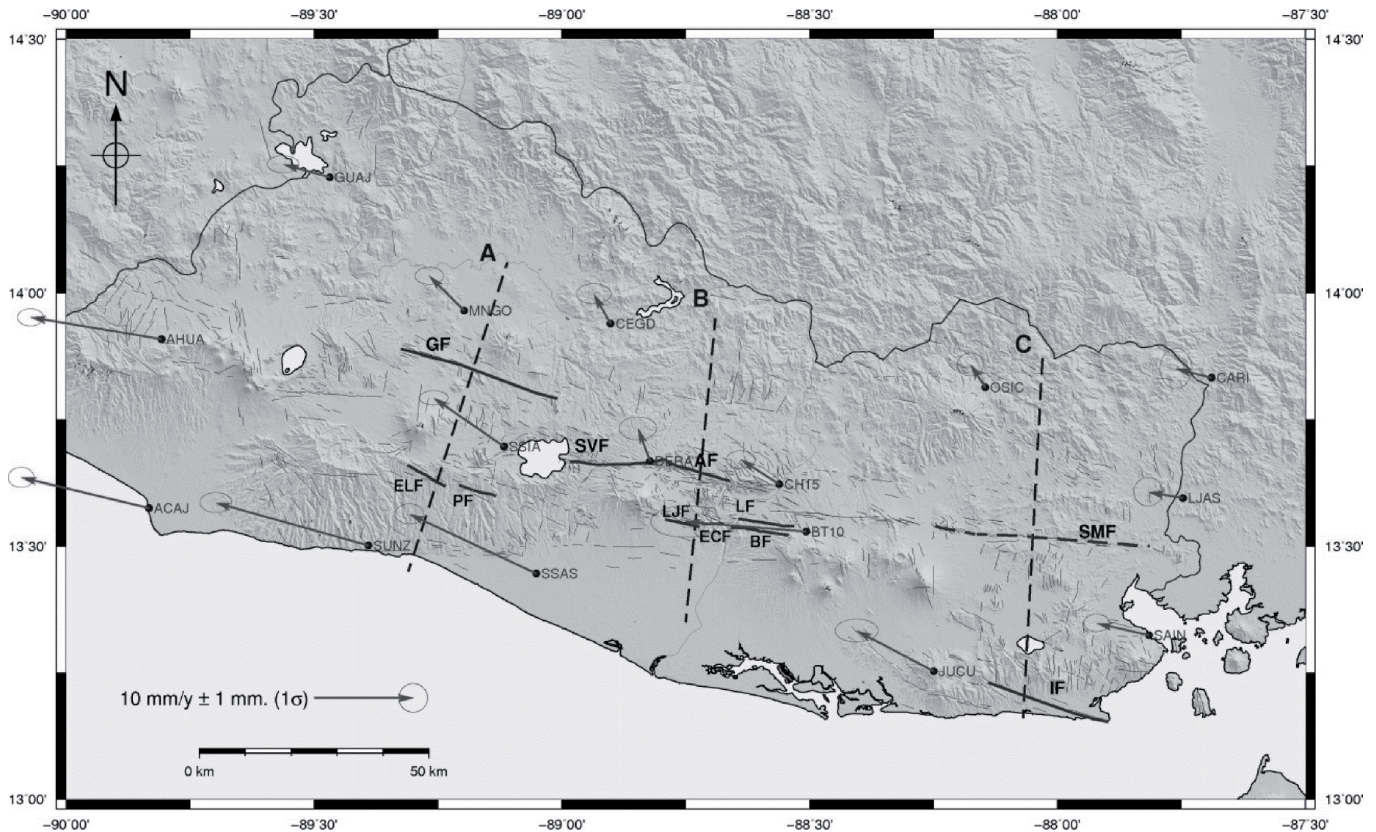 −90˚00' −89˚30' −89˚00' −88˚30' −88˚00' −87˚30'
14˚30' 14˚30'
N
GUAJ
A
14˚00' 14˚00'
B
MNGO
CEGD
AHUA
GF
C
CARI
OSIC
SSIA
SVF
DEBA
AF
CH15
ELF
PF
LJAS
ACAJ
LJF
LF
BT10
ECF
BF
SMF
13˚30' 13˚30'
SUNZ
SSAS
SAIN
JUCU
IF
10 mm/y ± 1 mm. (1σ)
0 km 50 km
13˚00' 13˚00'
−90˚00' −89˚30' −89˚00' −88˚30' −88˚00' −87˚30'